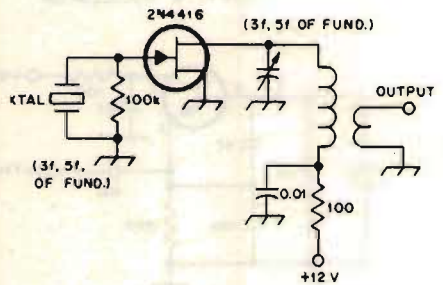 2N4416
(3f, 5f OF FUND.)
XTAL
100k
OUTPUT
(3f, 5f,
OF FUND.)
0.01
100
+12 V